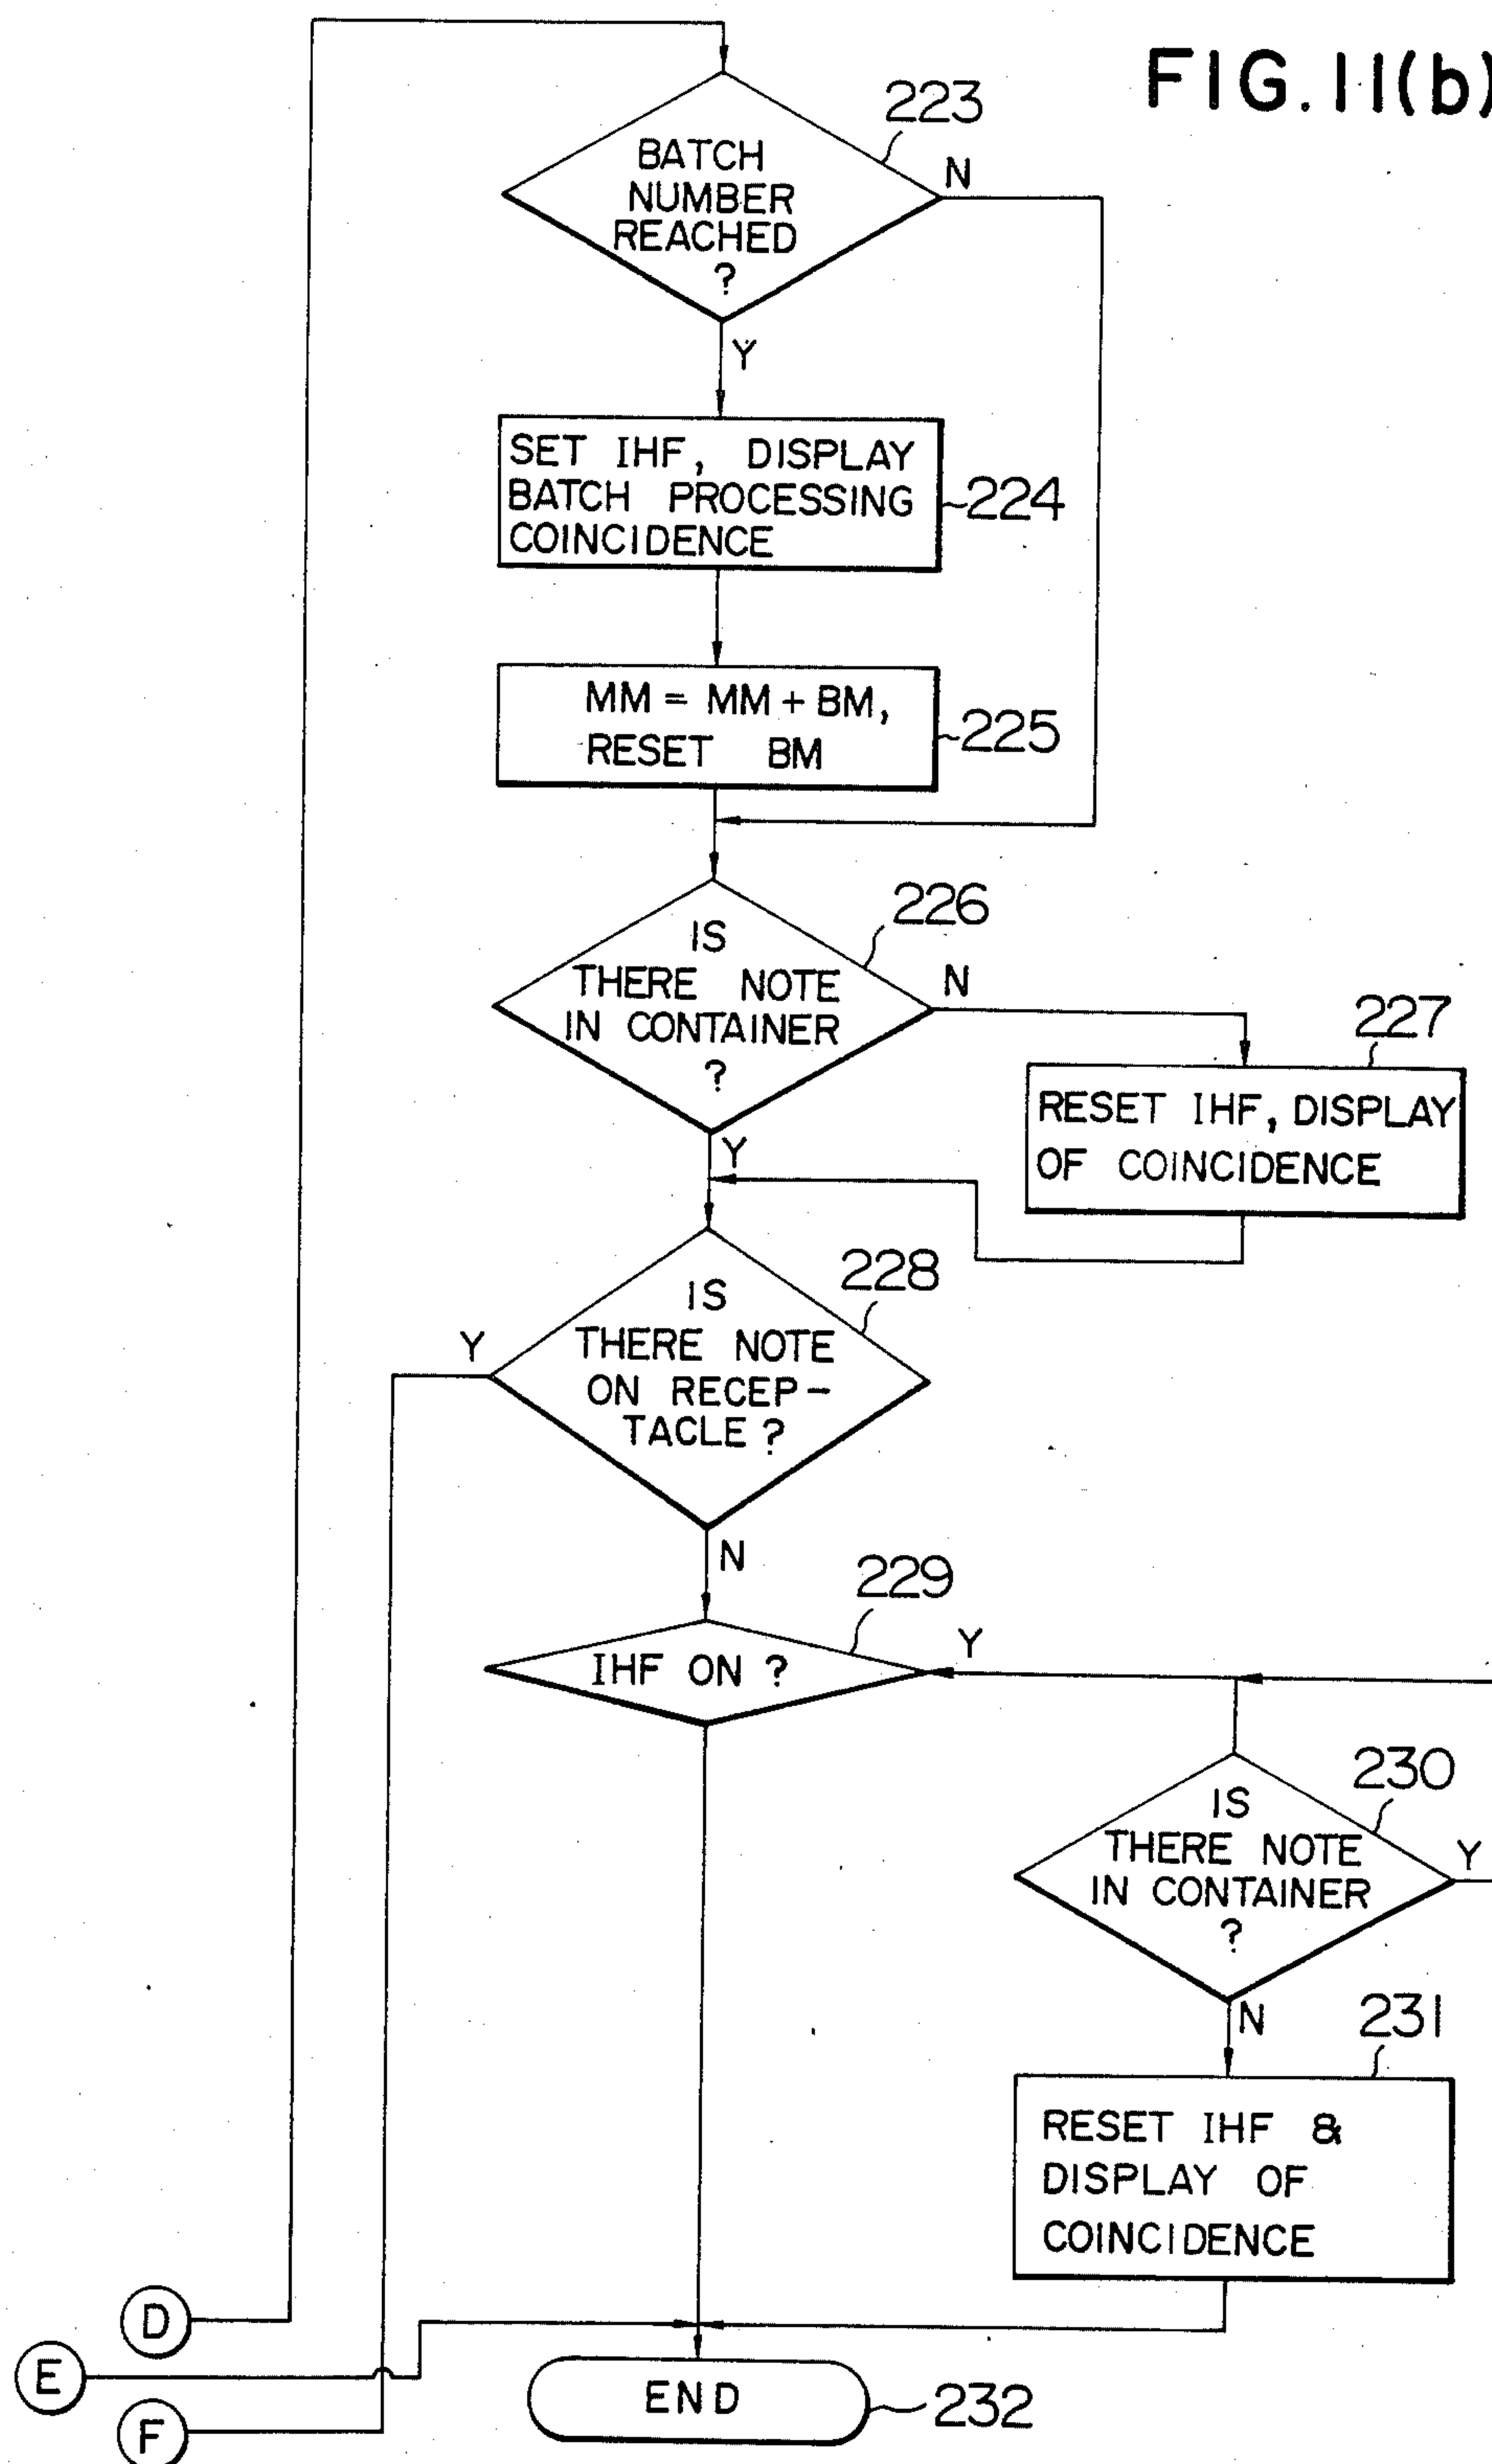 FIG. 11(b)
223
BATCH
NUMBER
REACHED
?
N
Y
SET IHF, DISPLAY
BATCH PROCESSING
COINCIDENCE
224
MM = MM + BM,
RESET BM
225
226
IS
THERE NOTE
IN CONTAINER
?
N
Y
227
RESET IHF, DISPLAY
OF COINCIDENCE
228
IS
THERE NOTE
ON RECEP-
TACLE ?
Y
N
229
IHF ON ?
Y
230
IS
THERE NOTE
IN CONTAINER
?
Y
N
231
RESET IHF &
DISPLAY OF
COINCIDENCE
D
E
F
END
232